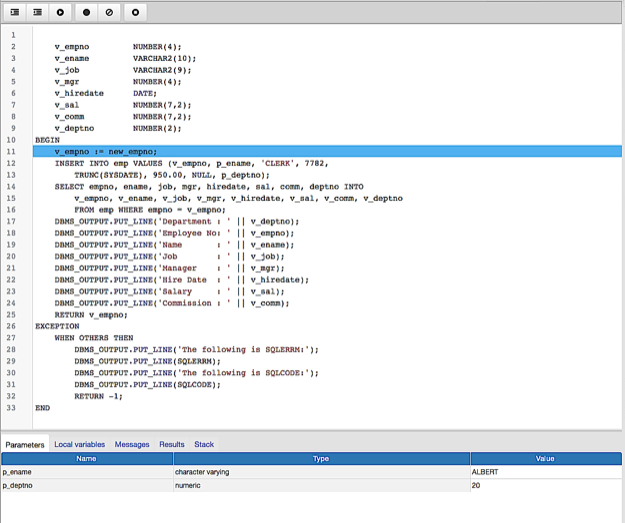 1
2 v_empno NUMBER(4);
3 v_ename VARCHAR2(10);
4 v_job VARCHAR2(9);
5 v_mgr NUMBER(4);
6 v_hiredate DATE;
7 v_sal NUMBER(7,2);
8 v_comm NUMBER(7,2);
9 v_deptno NUMBER(2);
10 BEGIN
11 v_empno := new_empno;
12 INSERT INTO emp VALUES (v_empno, p_ename, 'CLERK', 7782,
13 TRUNC(SYSDATE), 950.00, NULL, p_deptno);
14 SELECT empno, ename, job, mgr, hiredate, sal, comm, deptno INTO
15 v_empno, v_ename, v_job, v_mgr, v_hiredate, v_sal, v_comm, v_deptno
16 FROM emp WHERE empno = v_empno;
17 DBMS_OUTPUT.PUT_LINE('Department : ' || v_deptno);
18 DBMS_OUTPUT.PUT_LINE('Employee No: ' || v_empno);
19 DBMS_OUTPUT.PUT_LINE('Name : ' || v_ename);
20 DBMS_OUTPUT.PUT_LINE('Job : ' || v_job);
21 DBMS_OUTPUT.PUT_LINE('Manager : ' || v_mgr);
22 DBMS_OUTPUT.PUT_LINE('Hire Date : ' || v_hiredate);
23 DBMS_OUTPUT.PUT_LINE('Salary : ' || v_sal);
24 DBMS_OUTPUT.PUT_LINE('Commission : ' || v_comm);
25 RETURN v_empno;
26 EXCEPTION
27 WHEN OTHERS THEN
28 DBMS_OUTPUT.PUT_LINE('The following is SQLERRM:');
29 DBMS_OUTPUT.PUT_LINE(SQLERRM);
30 DBMS_OUTPUT.PUT_LINE('The following is SQLCODE:');
31 DBMS_OUTPUT.PUT_LINE(SQLCODE);
32 RETURN -1;
33 END
Parameters Local variables Messages Results Stack
Name Type Value
p_ename character varying ALBERT
p_deptno numeric 20